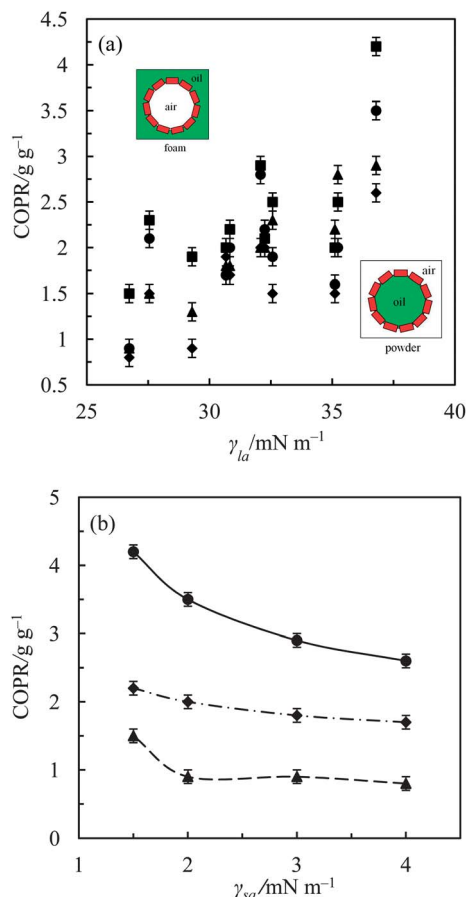 (a)
4.5
4
3.5
3
2.5
2
1.5
1
0.5
COPR/g g⁻¹
oil
air
foam
air
oil
powder
25
30
35
40
γla/mN m⁻¹
(b)
5
4
3
2
1
0
COPR/g g⁻¹
1
2
3
4
γsa/mN m⁻¹